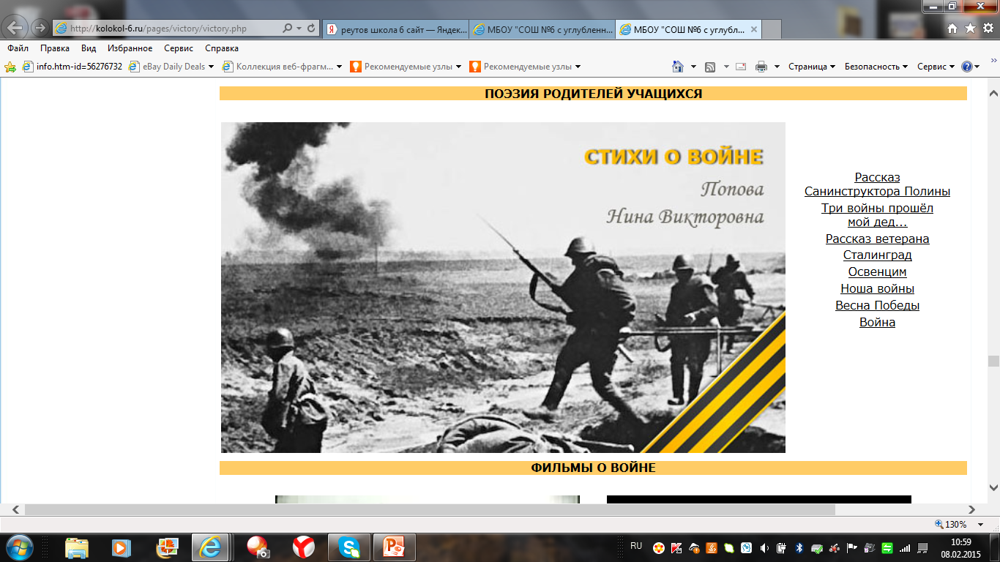 http://kolokol-6.ru/pages/victory/victory.php
реутов школа 6 сайт — Яндек...
МБОУ "СОШ №6 с углубленн...
МБОУ "СОШ №6 с углубл...
Файл Правка Вид Избранное Сервис Справка
info.htm-id=56276732 eBay Daily Deals Коллекция веб-фрагм... Рекомендуемые узлы Рекомендуемые узлы Страница Безопасность Сервис
ПОЭЗИЯ РОДИТЕЛЕЙ УЧАЩИХСЯ
СТИХИ О ВОЙНЕ
Попова
Нина Викторовна
Рассказ
Санинструктора Полины
Три войны прошёл
мой дед...
Рассказ ветерана
Сталинград
Освенцим
Ноша войны
Весна Победы
Война
ФИЛЬМЫ О ВОЙНЕ
130%
RU
10:59
08.02.2015